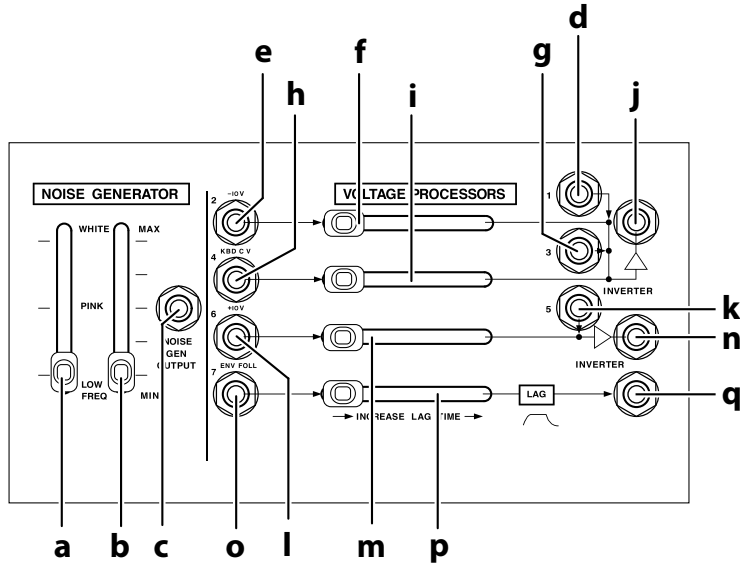 d
e
f
g
h
i
j
NOISE GENERATOR
VOLTAGE PROCESSORS
WHITE
MAX
PINK
LOW
FREQ
MIN
NOISE
GEN
OUTPUT
2
–10V
1
4
KBD CV
3
INVERTER
6
+10V
5
INVERTER
7
ENV FOLL
INCREASE LAG TIME
LAG
k
n
q
a
b
c
o
l
m
p